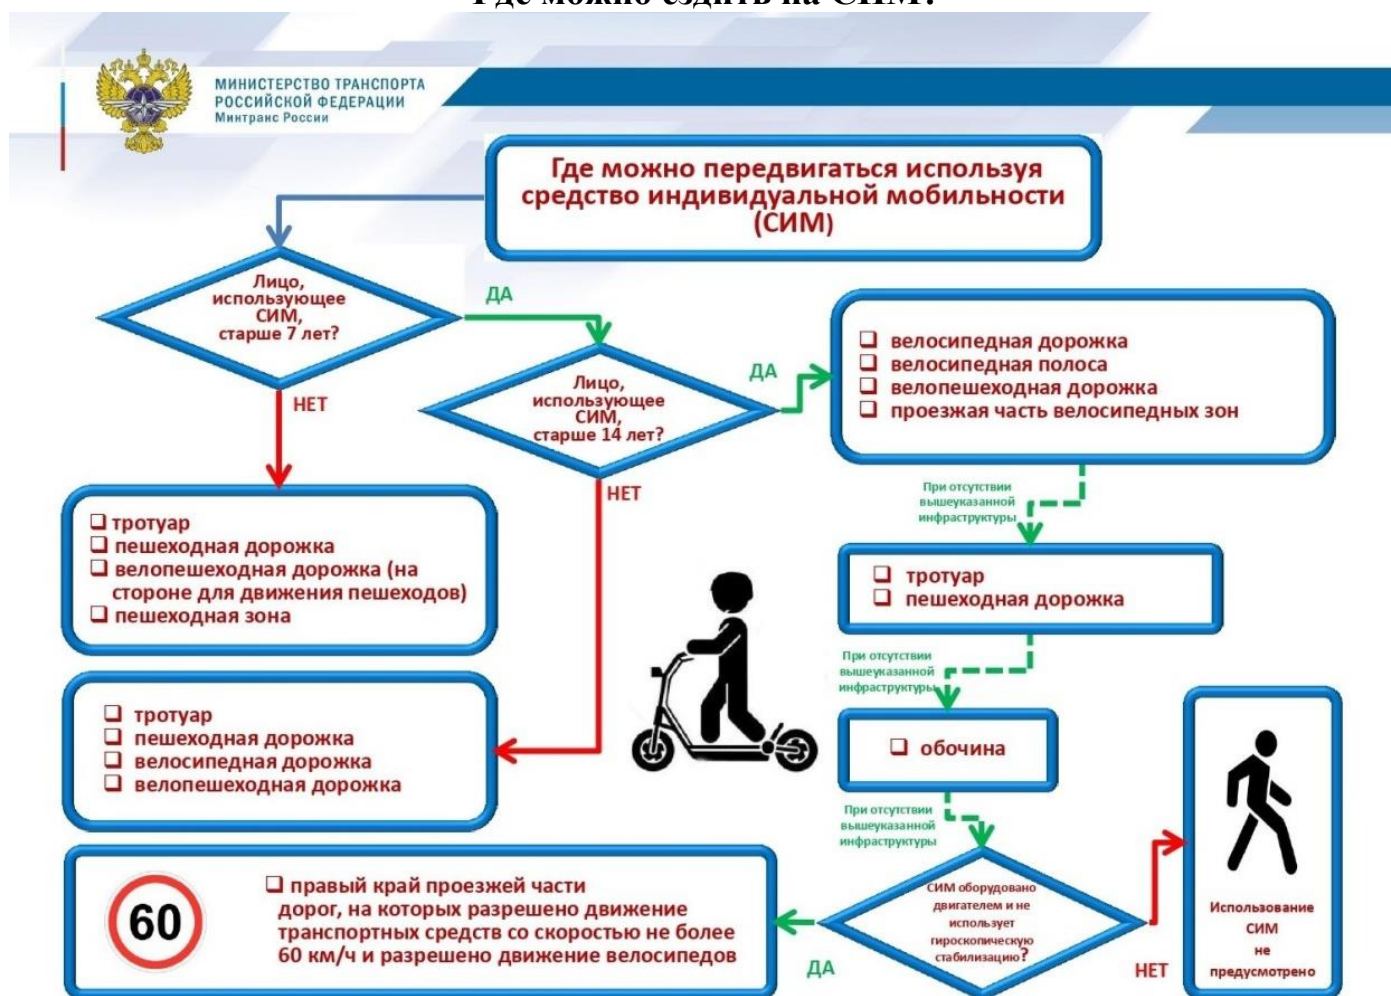 Где можно ездить на СИМ?
МИНИСТЕРСТВО ТРАНСПОРТА
РОССИЙСКОЙ ФЕДЕРАЦИИ
Минтранс России
Где можно передвигаться используя
средство индивидуальной мобильности
(СИМ)
Лицо,
использующее
СИМ,
старше 7 лет?
ДА
НЕТ
Лицо,
использующее
СИМ,
старше 14 лет?
ДА
НЕТ
велосипедная дорожка
велосипедная полоса
велопешеходная дорожка
проезжая часть велосипедных зон
При отсутствии
вышеуказанной
инфраструктуры
тротуар
пешеходная дорожка
велопешеходная дорожка (на
стороне для движения пешеходов)
пешеходная зона
тротуар
пешеходная дорожка
При отсутствии
вышеуказанной
инфраструктуры
тротуар
пешеходная дорожка
велосипедная дорожка
велопешеходная дорожка
обочина
При отсутствии
вышеуказанной
инфраструктуры
СИМ оборудовано
двигателем и не
использует
гироскопическую
стабилизацию?
ДА
НЕТ
60
правый край проезжей части
дорог, на которых разрешено движение
транспортных средств со скоростью не более
60 км/ч и разрешено движение велосипедов
Использование
СИМ
не
предусмотрено